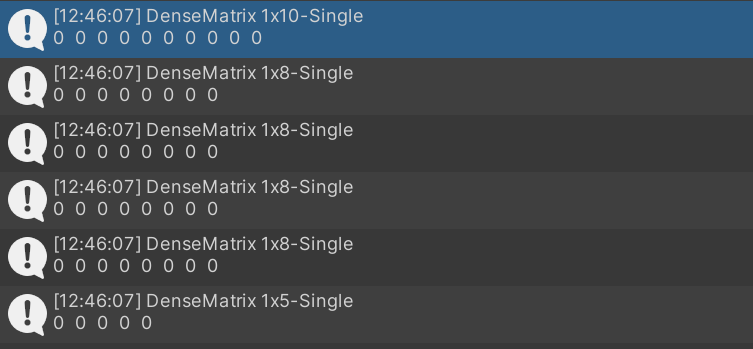 [12:46:07] DenseMatrix 1x10-Single
0 0 0 0 0 0 0 0 0 0
[12:46:07] DenseMatrix 1x8-Single
0 0 0 0 0 0 0 0
[12:46:07] DenseMatrix 1x8-Single
0 0 0 0 0 0 0 0
[12:46:07] DenseMatrix 1x8-Single
0 0 0 0 0 0 0 0
[12:46:07] DenseMatrix 1x8-Single
0 0 0 0 0 0 0 0
[12:46:07] DenseMatrix 1x5-Single
0 0 0 0 0